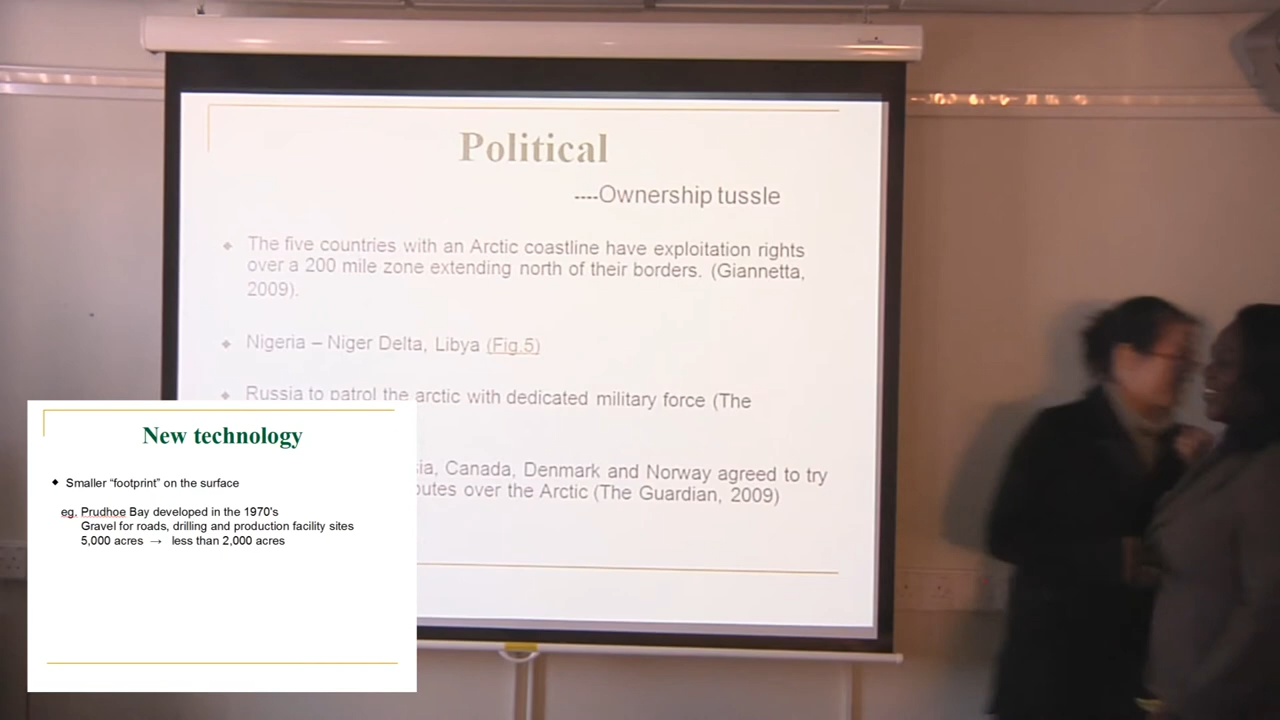 Political
----Ownership tussle
The five countries with an Arctic coastline have exploitation rights
over a 200 mile zone extending north of their borders. (Giannetta,
2009).
Nigeria – Niger Delta, Libya (Fig.5)
Russia to patrol the arctic with dedicated military force (The
Canada, Denmark and Norway agreed to try
over the Arctic (The Guardian, 2009)
New technology
Smaller “footprint” on the surface
eg. Prudhoe Bay developed in the 1970's
Gravel for roads, drilling and production facility sites
5,000 acres → less than 2,000 acres